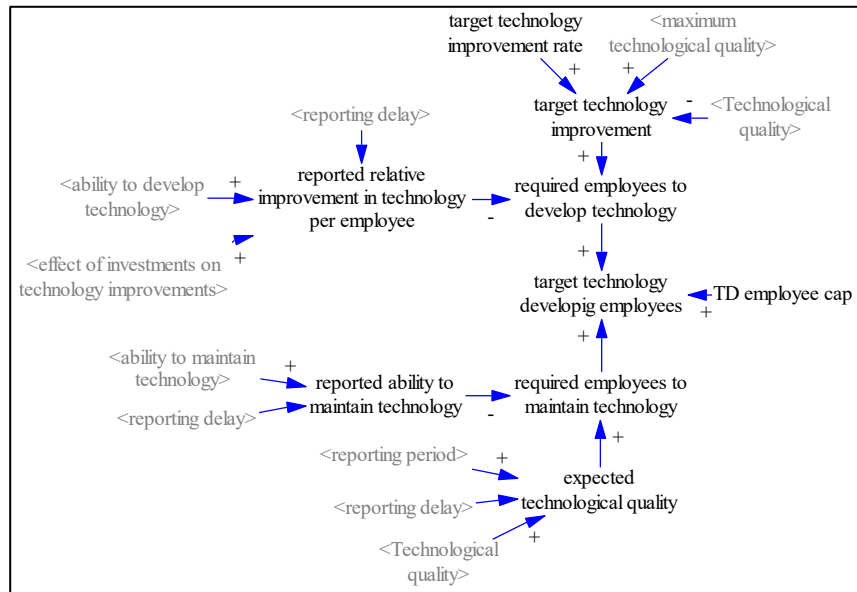 target technology
improvement rate
<maximum
technological quality>
+
+
target technology
improvement
-
<Technological
quality>
<reporting delay>
+
reported relative
improvement in technology
per employee
<ability to develop
technology>
+
-
required employees to
develop technology
<effect of investments on
technology improvements>
+
+
target technology
developig employees
TD employee cap
+
+
<ability to maintain
technology>
+
reported ability to
maintain technology
<reporting delay>
-
required employees to
maintain technology
+
<reporting period>
+
expected
technological quality
<reporting delay>
<Technological
quality>
+